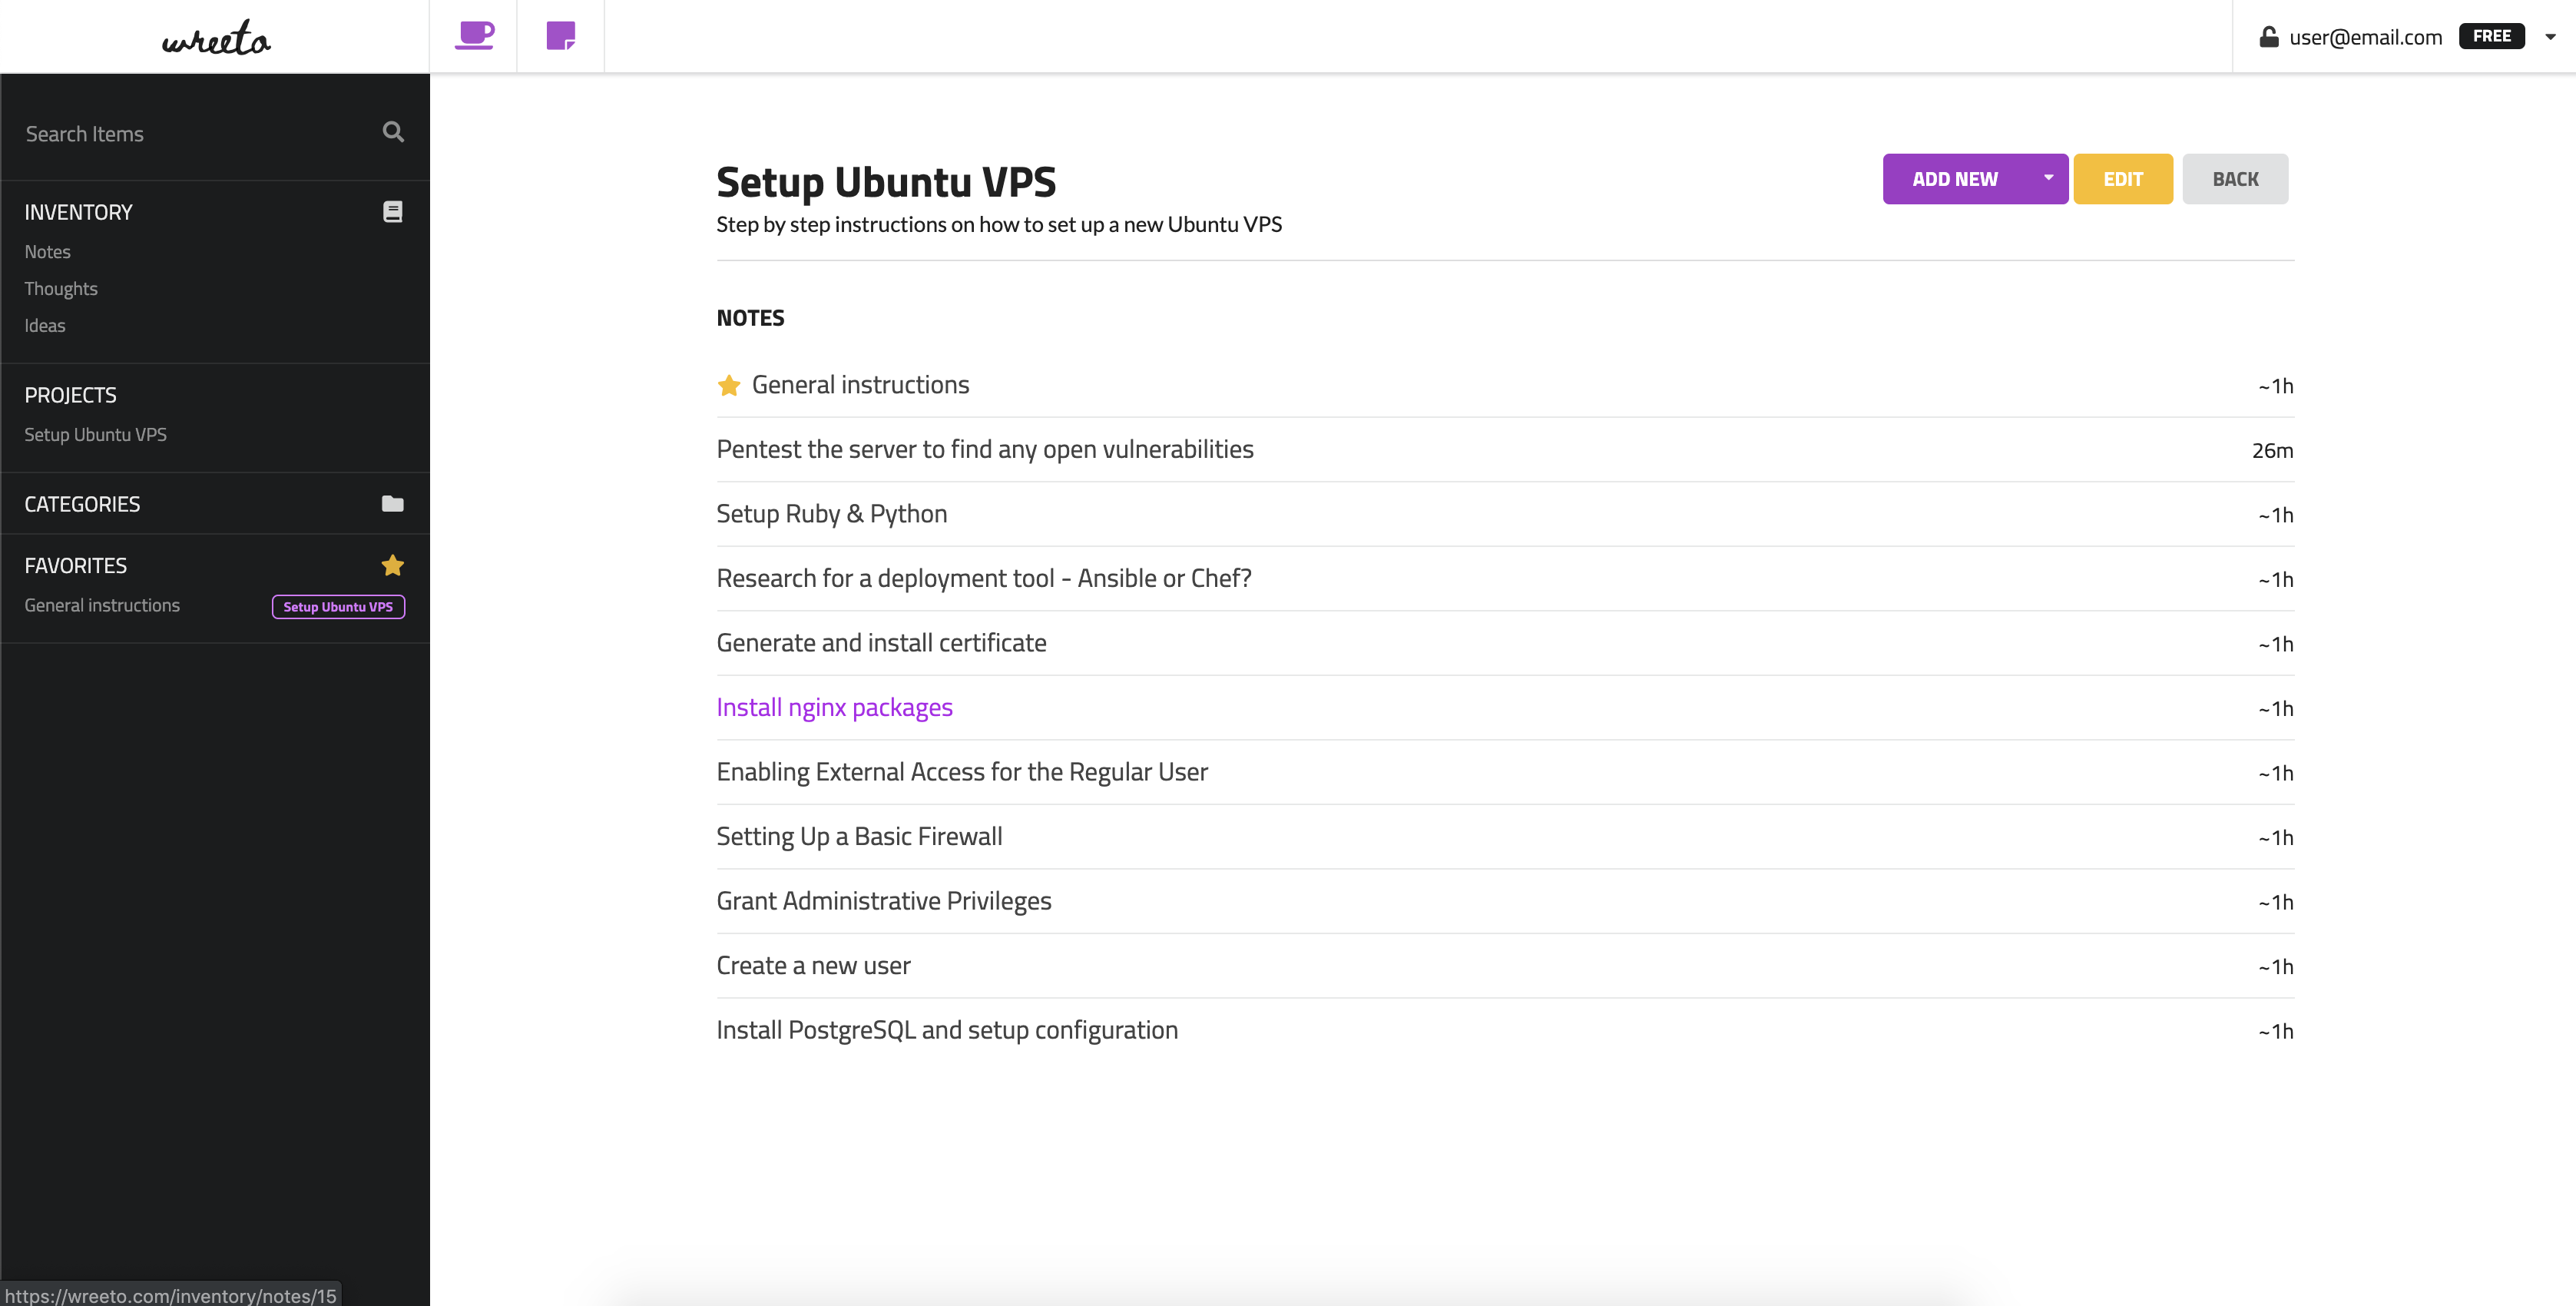 wreeto
user@email.com FREE
Search Items
INVENTORY
Notes
Thoughts
Ideas
PROJECTS
Setup Ubuntu VPS
CATEGORIES
FAVORITES
General instructions Setup Ubuntu VPS
Setup Ubuntu VPS
ADD NEW EDIT BACK
Step by step instructions on how to set up a new Ubuntu VPS
NOTES
General instructions ~1h
Pentest the server to find any open vulnerabilities 26m
Setup Ruby & Python ~1h
Research for a deployment tool - Ansible or Chef? ~1h
Generate and install certificate ~1h
Install nginx packages ~1h
Enabling External Access for the Regular User ~1h
Setting Up a Basic Firewall ~1h
Grant Administrative Privileges ~1h
Create a new user ~1h
Install PostgreSQL and setup configuration ~1h
https://wreeto.com/inventory/notes/15